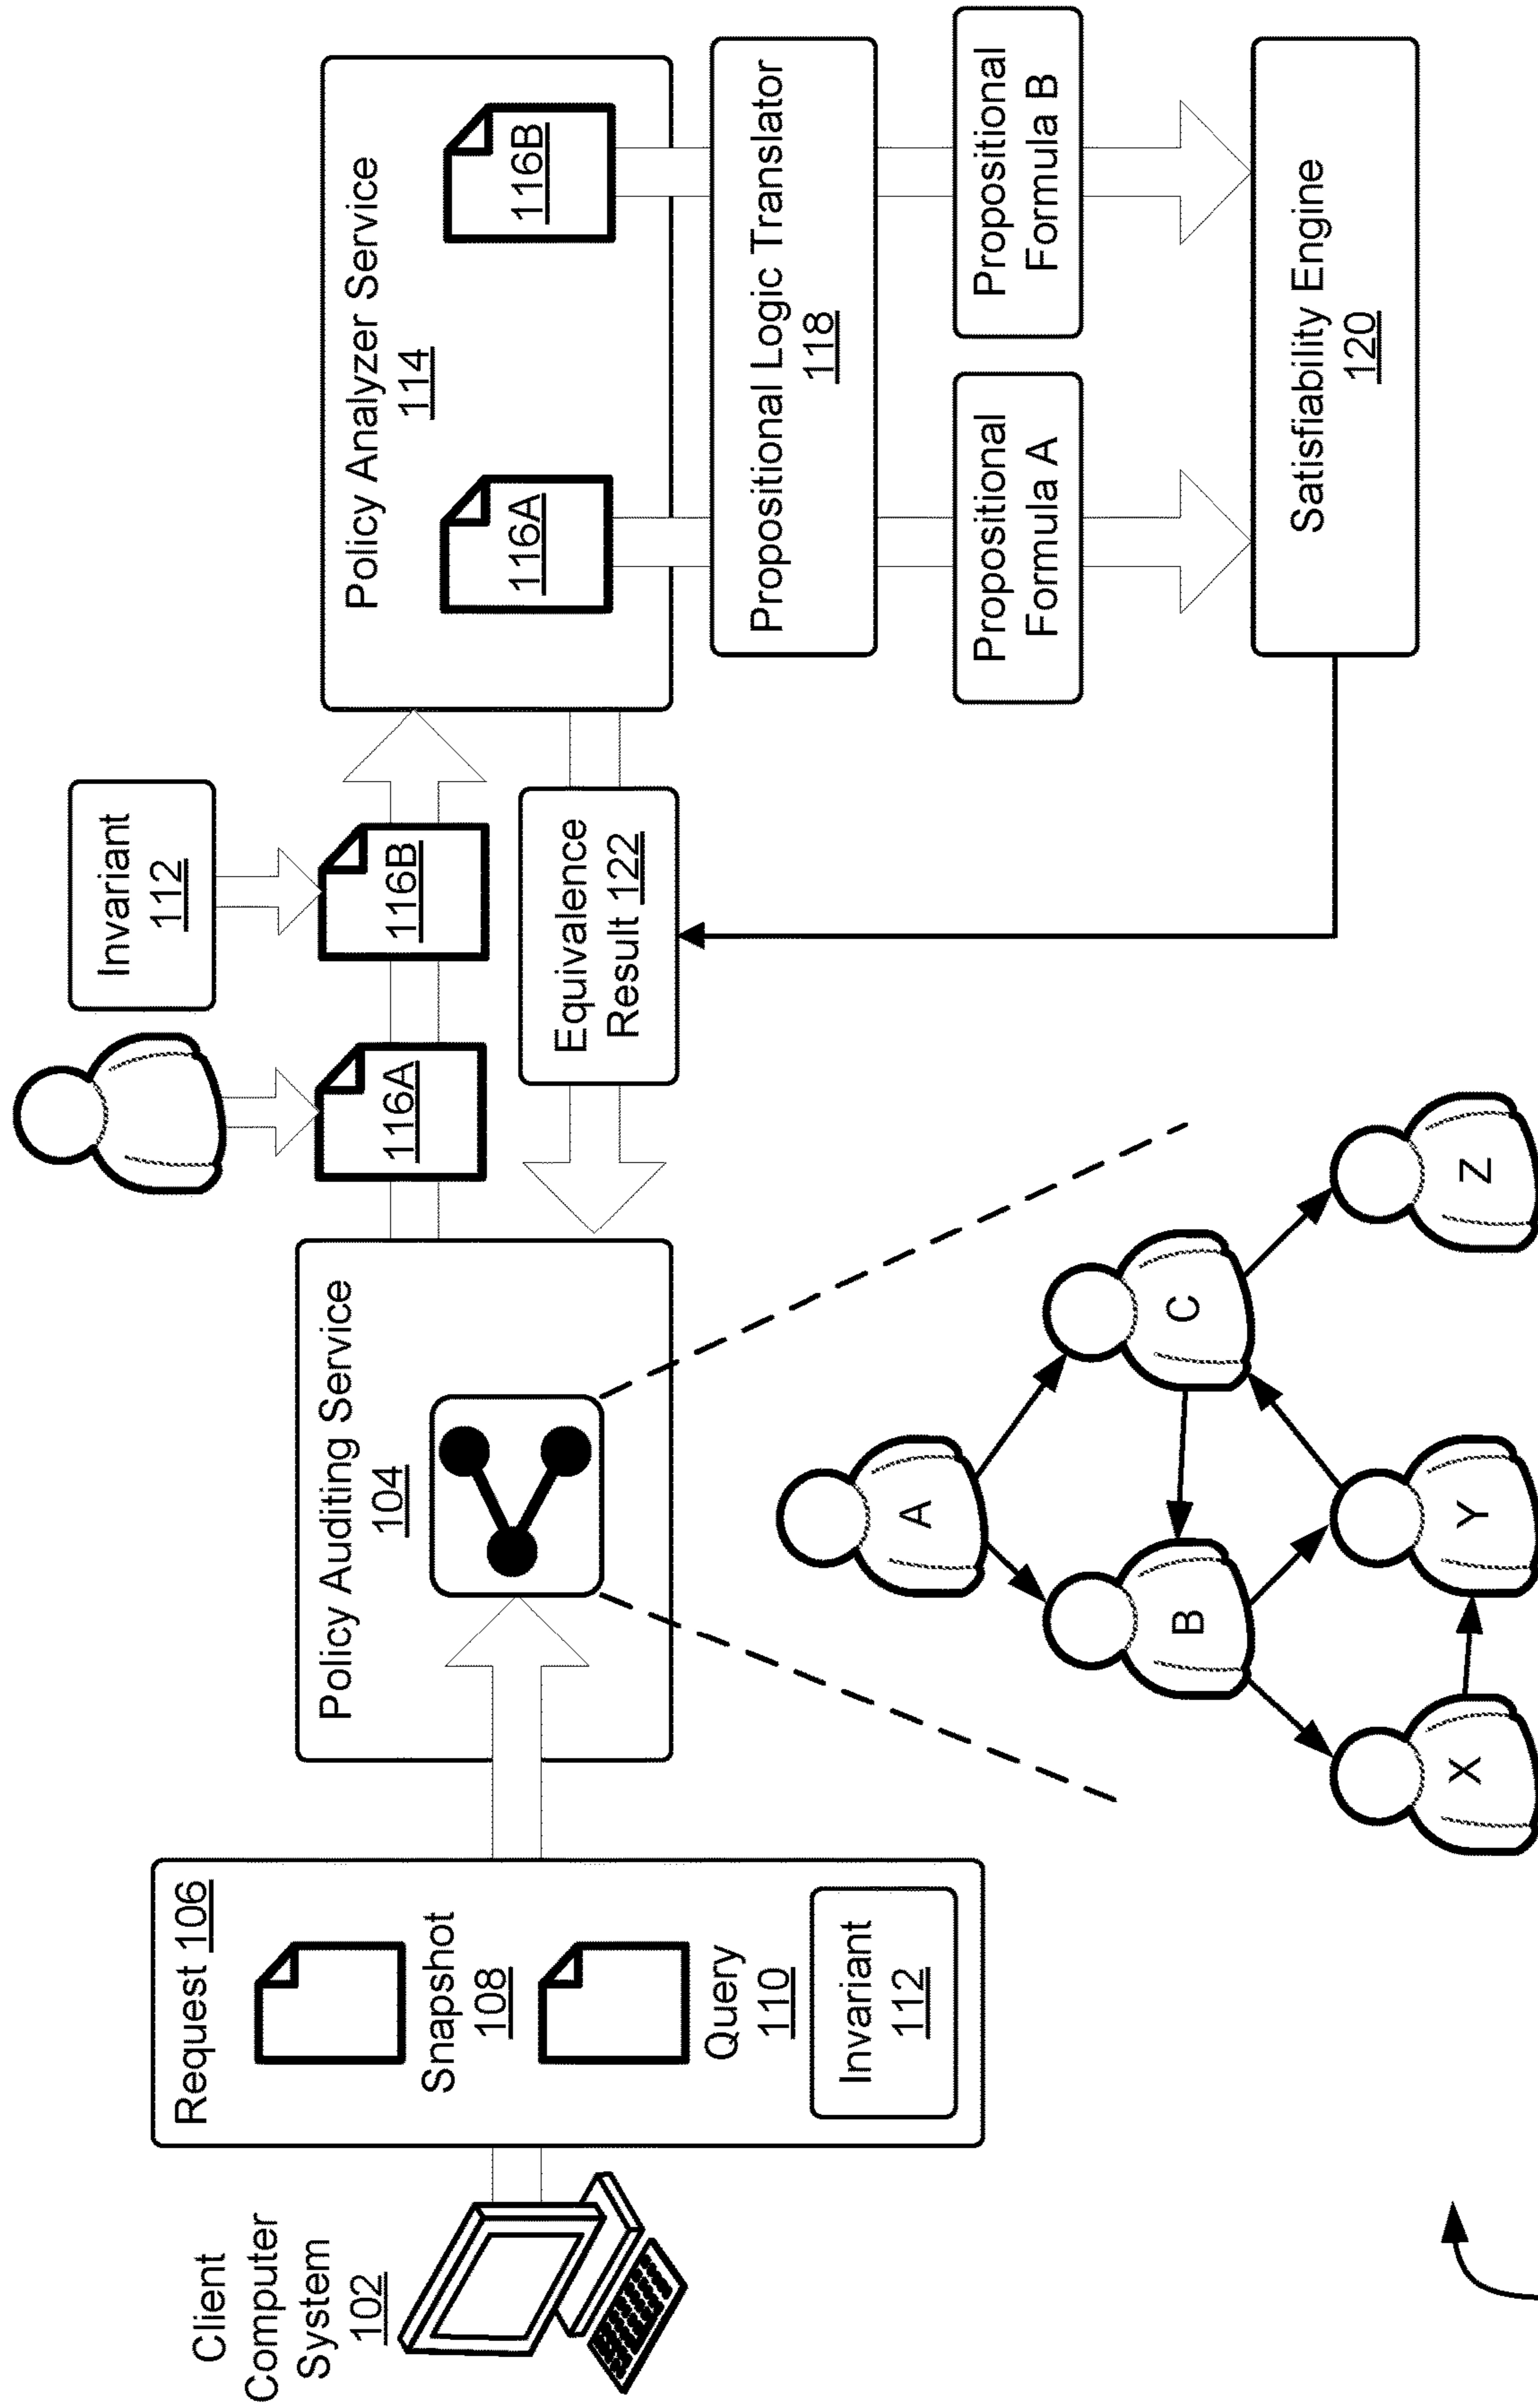 Client
Computer
System
102
Request 106
Snapshot
108
Query
110
Invariant
112
Policy Auditing Service
104
116A
Invariant
112
116B
Equivalence
Result 122
Policy Analyzer Service
114
116A
116B
Propositional Logic Translator
118
Propositional
Formula A
Propositional
Formula B
Satisfiability Engine
120
A
B
C
X
Y
Z